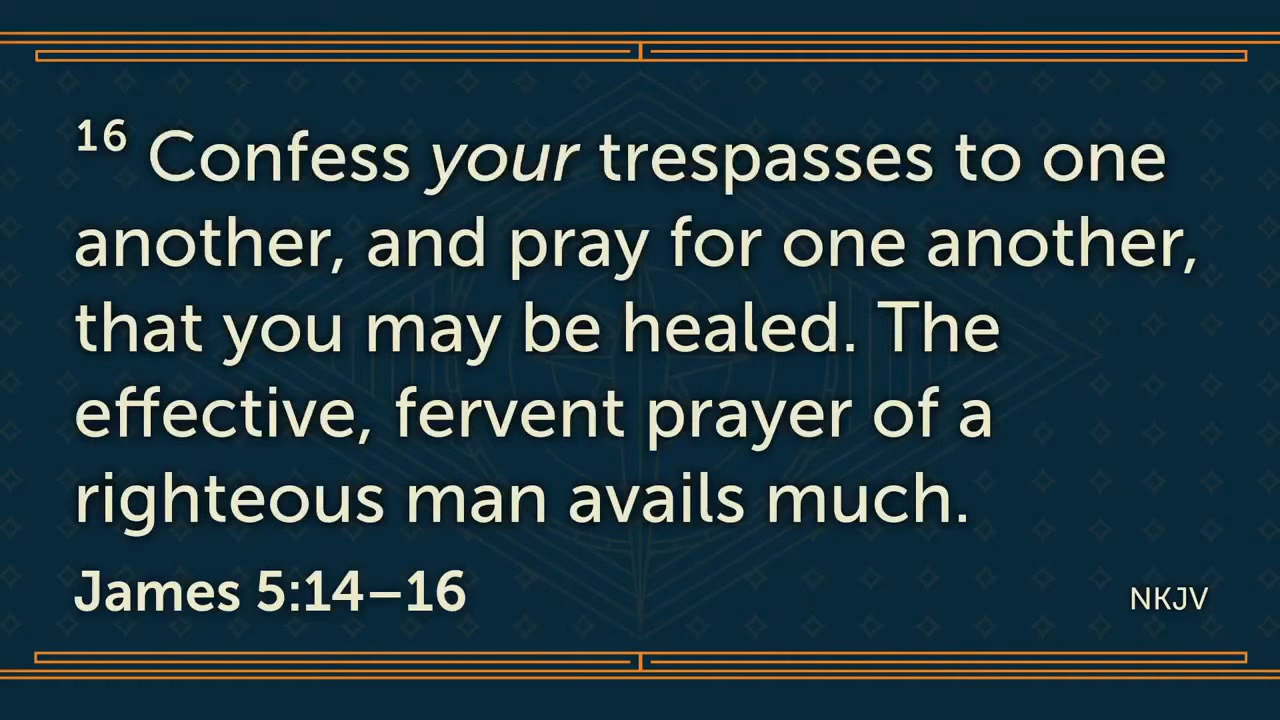 16 Confess your trespasses to one
another, and pray for one another,
that you may be healed. The
effective, fervent prayer of a
righteous man avails much.
James 5:14–16
NKJV